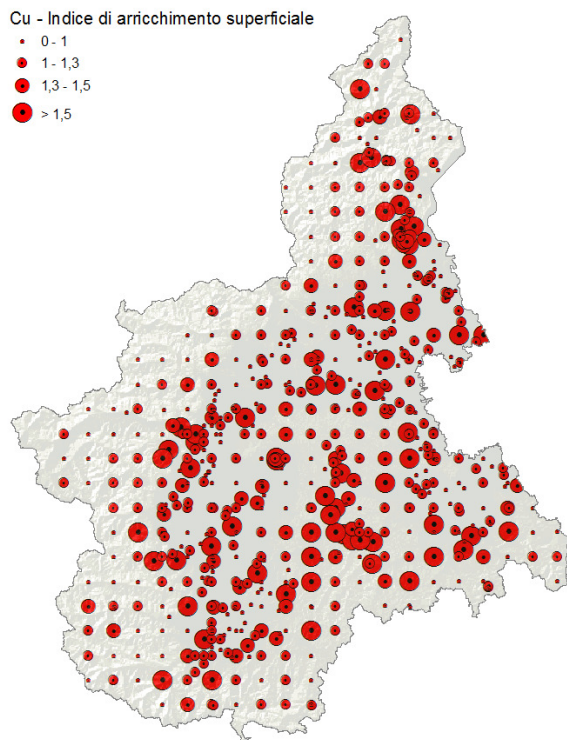 Cu - Indice di arricchimento superficiale
0 - 1
1 - 1,3
1,3 - 1,5
> 1,5